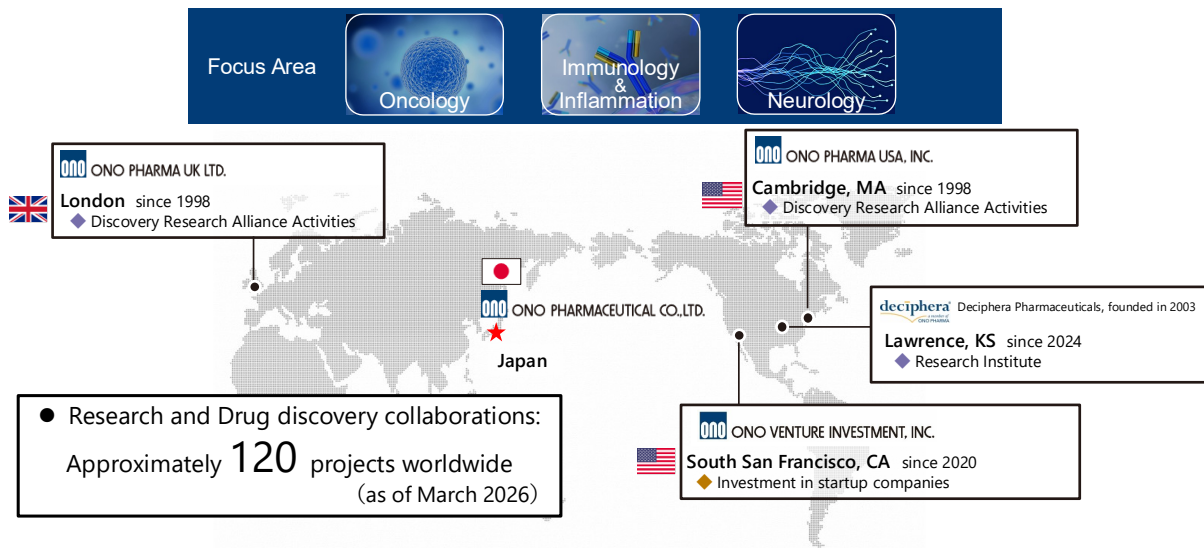 Focus Area
Oncology
Immunology
&
Inflammation
Neurology
ono ONO PHARMA UK LTD.
London since 1998
Discovery Research Alliance Activities
ono ONO PHARMA USA, INC.
Cambridge, MA since 1998
Discovery Research Alliance Activities
ono ONO PHARMACEUTICAL CO.,LTD.
Japan
deciphera Deciphera Pharmaceuticals, founded in 2003
a member of
ONO PHARMA
Lawrence, KS since 2024
Research Institute
● Research and Drug discovery collaborations:
Approximately 120 projects worldwide
(as of March 2026)
ono ONO VENTURE INVESTMENT, INC.
South San Francisco, CA since 2020
Investment in startup companies